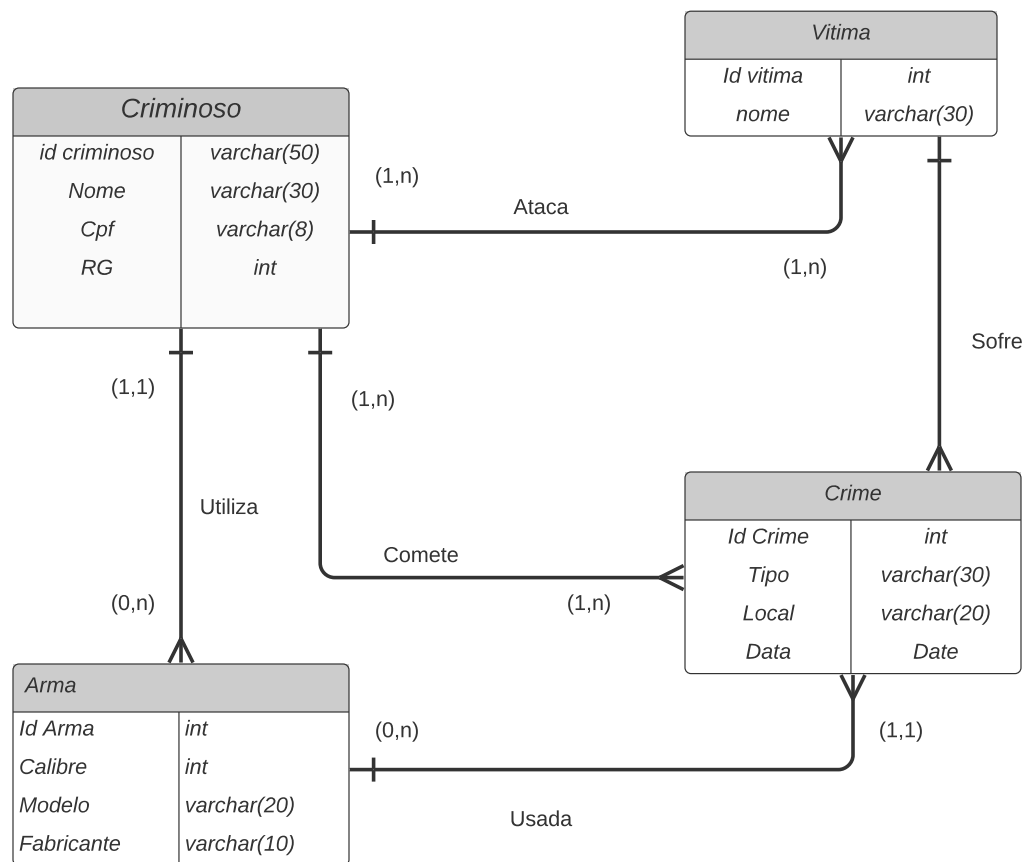 Vitima
Id vitima int
nome varchar(30)
Criminoso
id criminoso varchar(50)
Nome varchar(30)
Cpf varchar(8)
RG int
(1,n)
Ataca
(1,n)
Sofre
(1,1)
(1,n)
Utiliza
Comete
(0,n)
(1,n)
Crime
Id Crime int
Tipo varchar(30)
Local varchar(20)
Data Date
Arma
Id Arma int
Calibre int
Modelo varchar(20)
Fabricante varchar(10)
(0,n)
(1,1)
Usada